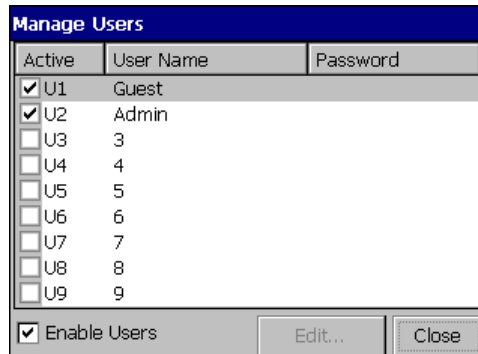 Manage Users
Active User Name Password
U1 Guest
U2 Admin
U3 3
U4 4
U5 5
U6 6
U7 7
U8 8
U9 9
Enable Users Edit... Close